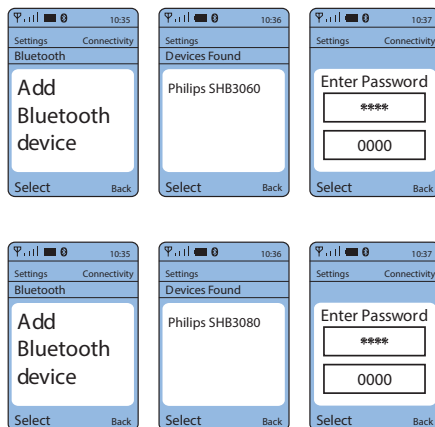 10:35
Settings Connectivity
Bluetooth
Add
Bluetooth
device
Select Back
10:36
Settings
Devices Found
Philips SHB3060
Select Back
10:37
Settings Connectivity
Enter Password
****
0000
Select Back
10:35
Settings Connectivity
Bluetooth
Add
Bluetooth
device
Select Back
10:36
Settings
Devices Found
Philips SHB3080
Select Back
10:37
Settings Connectivity
Enter Password
****
0000
Select Back